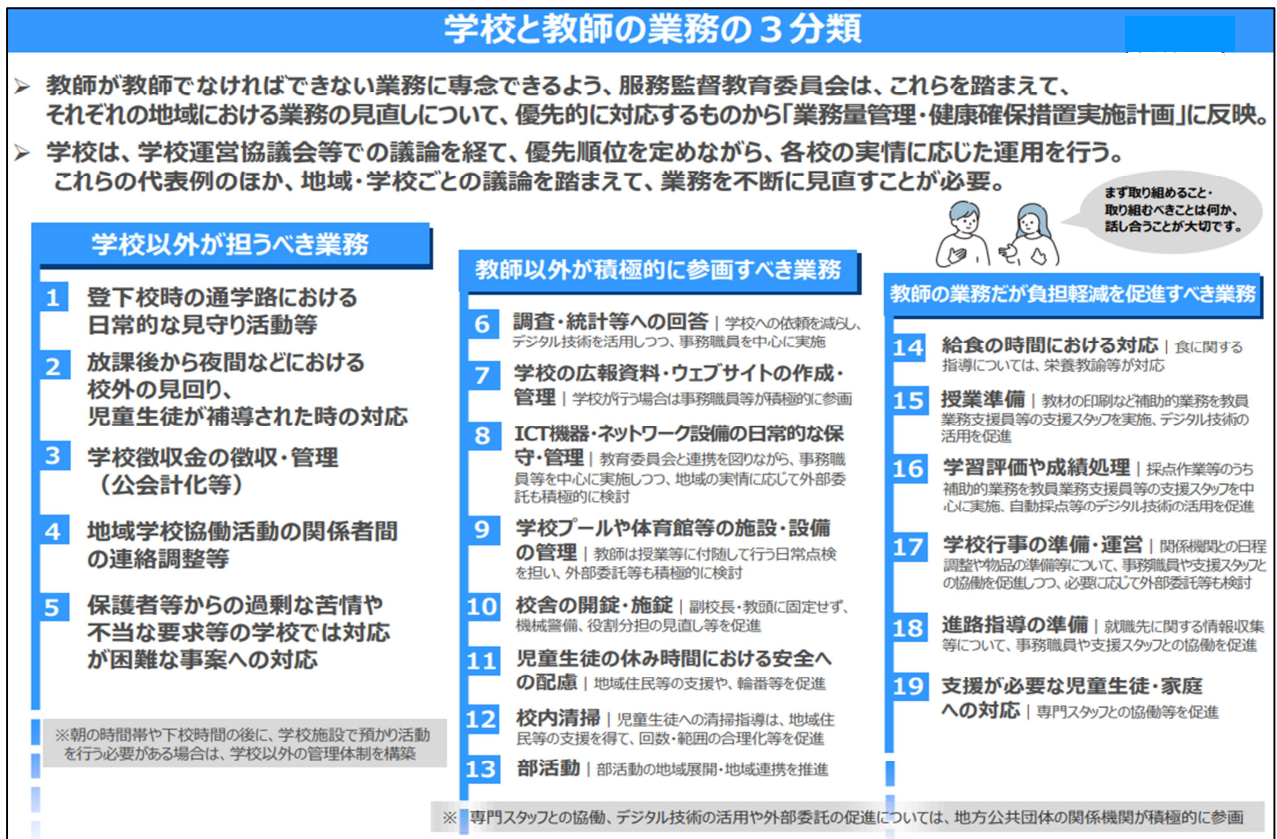 学校と教師の業務の３分類
➢ 教師が教師でなければできない業務に専念できるよう、服務監督教育委員会は、これらを踏まえて、
それぞれの地域における業務の見直しについて、優先的に対応するものから「業務量管理・健康確保措置実施計画」に反映。
➢ 学校は、学校運営協議会等での議論を経て、優先順位を定めながら、各校の実情に応じた運用を行う。
これらの代表例のほか、地域・学校ごとの議論を踏まえて、業務を不断に見直すことが必要。
まず取り組めること・
取り組むべきことは何か、
話し合うことが大切です。
学校以外が担うべき業務
1 登下校時の通学路における
日常的な見守り活動等
2 放課後から夜間などにおける
校外の見回り、
児童生徒が補導された時の対応
3 学校徴収金の徴収・管理
（公会計化等）
4 地域学校協働活動の関係者間
の連絡調整等
5 保護者等からの過剰な苦情や
不当な要求等の学校では対応
が困難な事案への対応
※朝の時間帯や下校時間の後に、学校施設で預かり活動
を行う必要がある場合は、学校以外の管理体制を構築
教師以外が積極的に参画すべき業務
6 調査・統計等への回答｜学校への依頼を減らし、
デジタル技術を活用しつつ、事務職員を中心に実施
7 学校の広報資料・ウェブサイトの作成・
管理｜学校が行う場合は事務職員等が積極的に参画
8 ICT機器・ネットワーク設備の日常的な保
守・管理｜教育委員会と連携を図りながら、事務職
員等を中心に実施しつつ、地域の実情に応じて外部委
託も積極的に検討
9 学校プールや体育館等の施設・設備
の管理｜教師は授業等に付随して行う日常点検
を担い、外部委託等も積極的に検討
10 校舎の開錠・施錠｜副校長・教頭に固定せず、
機械警備、役割分担の見直し等を促進
11 児童生徒の休み時間における安全へ
の配慮｜地域住民等の支援や、輪番等を促進
12 校内清掃｜児童生徒への清掃指導は、地域住
民等の支援を得て、回数・範囲の合理化等を促進
13 部活動｜部活動の地域展開・地域連携を推進
教師の業務だが負担軽減を促進すべき業務
14 給食の時間における対応｜食に関する
指導については、栄養教諭等が対応
15 授業準備｜教材の印刷など補助的業務を教員
業務支援員等の支援スタッフを実施、デジタル技術の
活用を促進
16 学習評価や成績処理｜採点作業等のうち
補助的業務を教員業務支援員等の支援スタッフを中
心に実施、自動採点等のデジタル技術の活用を促進
17 学校行事の準備・運営｜関係機関との日程
調整や物品の準備等について、事務職員や支援スタッフと
の協働を促進しつつ、必要に応じて外部委託等も検討
18 進路指導の準備｜就職先に関する情報収集
等について、事務職員や支援スタッフとの協働を促進
19 支援が必要な児童生徒・家庭
への対応｜専門スタッフとの協働等を促進
※ 専門スタッフとの協働、デジタル技術の活用や外部委託の促進については、地方公共団体の関係機関が積極的に参画